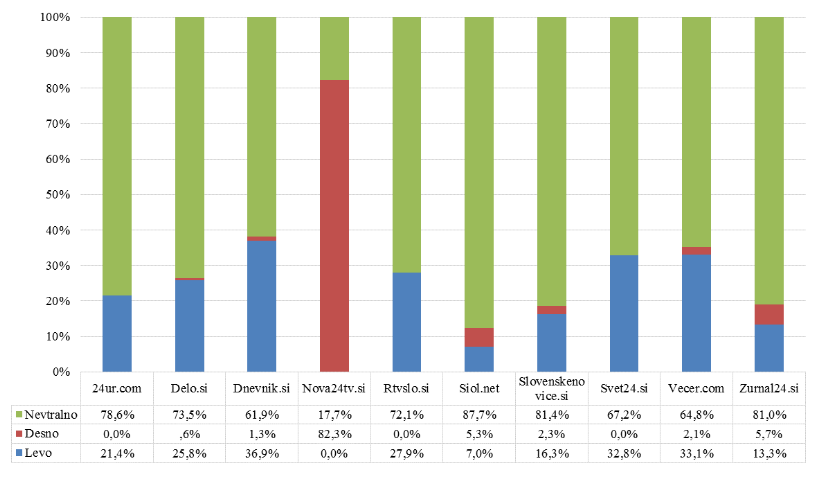 100%
90%
80%
70%
60%
50%
40%
30%
20%
10%
0%
24ur.com Delo.si Dnevnik.si Nova24tv.si Rtvslo.si Siol.net Slovenskeno vice.si Svet24.si Vecer.com Zurnal24.si
Nevtralno 78,6% 73,5% 61,9% 17,7% 72,1% 87,7% 81,4% 67,2% 64,8% 81,0%
Desno 0,0% ,6% 1,3% 82,3% 0,0% 5,3% 2,3% 0,0% 2,1% 5,7%
Levo 21,4% 25,8% 36,9% 0,0% 27,9% 7,0% 16,3% 32,8% 33,1% 13,3%